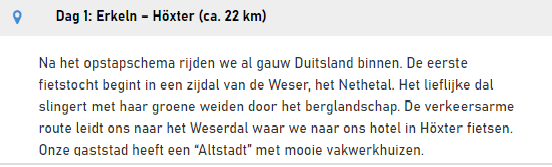 Dag 1: Erkeln – Höxter (ca. 22 km)
Na het opstapschema rijden we al gauw Duitsland binnen. De eerste
fietstocht begint in een zijdal van de Weser, het Nethetal. Het lieflijke dal
slingert met haar groene weiden door het berglandschap. De verkeersarme
route leidt ons naar het Weserdal waar we naar ons hotel in Höxter fietsen.
Onze gaststad heeft een “Altstadt” met mooie vakwerkhuizen.